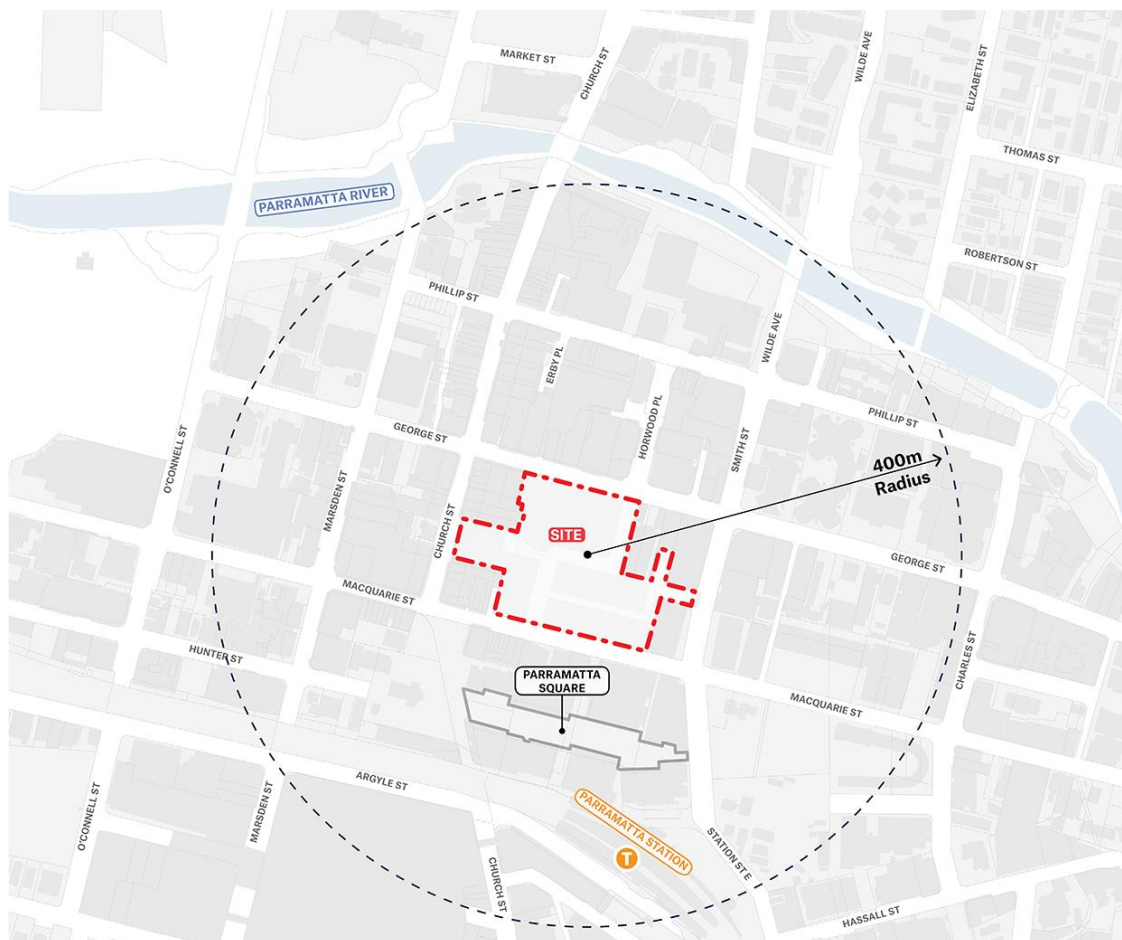 MARKET ST
CHURCH ST
WILDE AVE
ELIZABETH ST
THOMAS ST
PARRAMATTA RIVER
ROBERTSON ST
PHILLIP ST
WILDE AVE
ERBY PL
HORWOOD PL
PHILLIP ST
GEORGE ST
SMITH ST
O'CONNELL ST
MARSDEN ST
400m
Radius
CHURCH ST
SITE
GEORGE ST
MACQUARIE ST
HUNTER ST
CHARLES ST
PARRAMATTA
SQUARE
MACQUARIE ST
ARGYLE ST
O'CONNELL ST
MARSDEN ST
PARRAMATTA STATION
T
STATION ST E
CHURCH ST
HASSALL ST